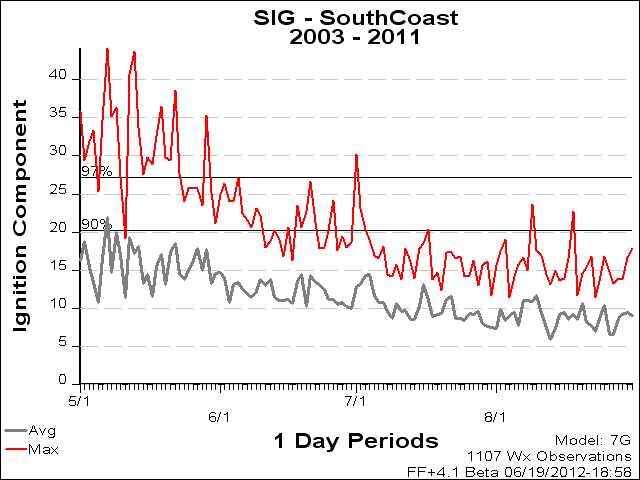 SIG - SouthCoast
2003 - 2011
Ignition Component
40
35
30
25
20
15
10
5
0
97%
90%
5/1
6/1
7/1
8/1
1 Day Periods
Avg
Max
Model: 7G
1107 Wx Observations
FF+4.1 Beta 06/19/2012-18:58